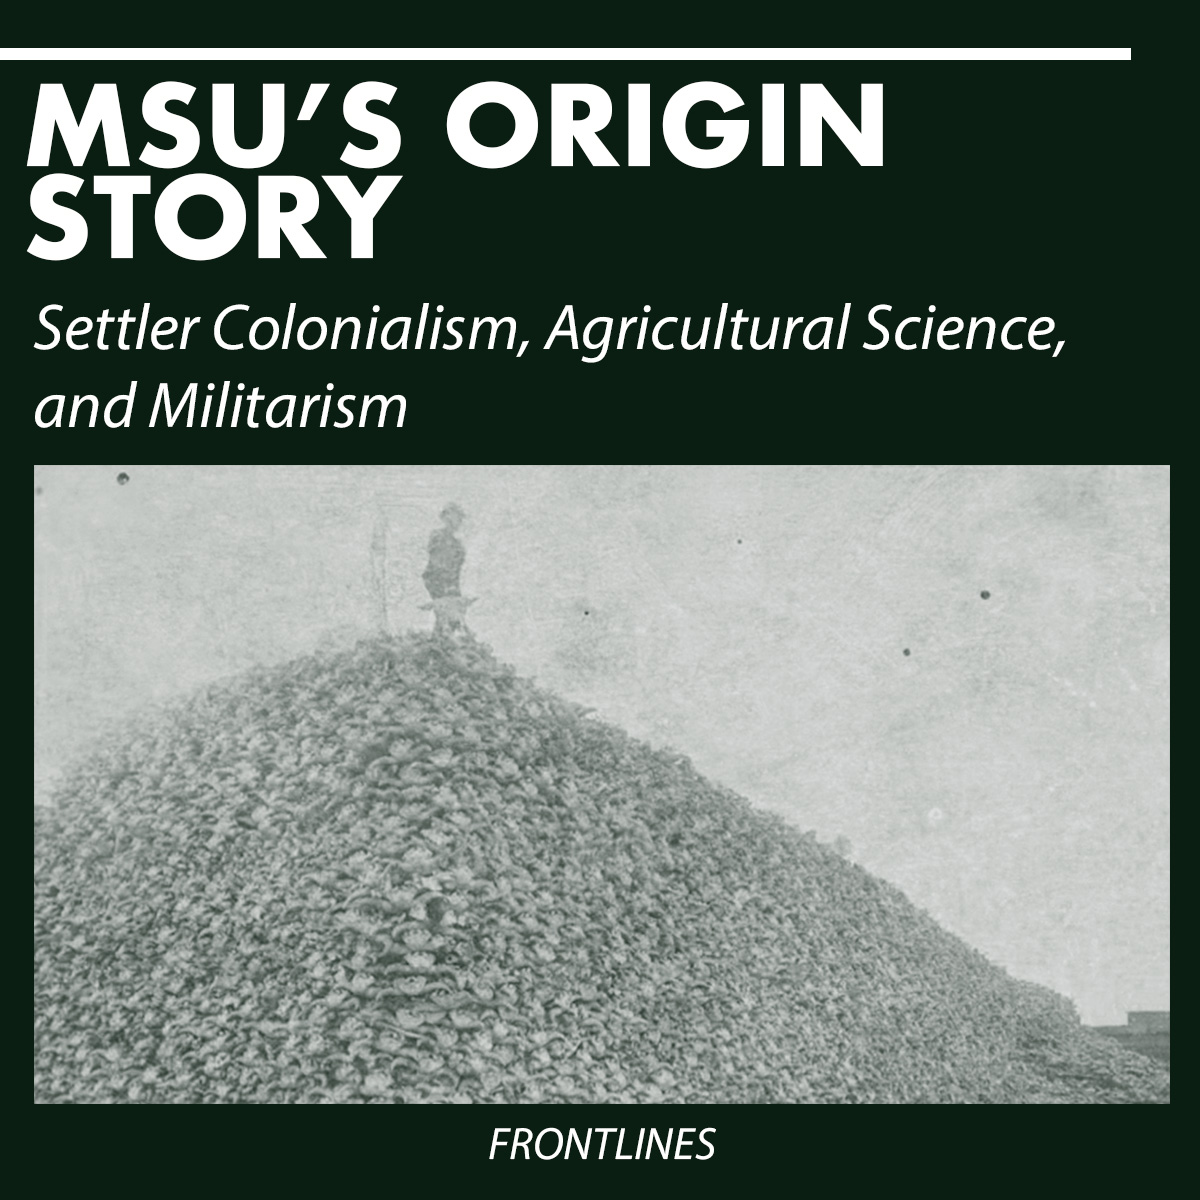 MSU’S ORIGIN
STORY
Settler Colonialism, Agricultural Science,
and Militarism
FRONTLINES